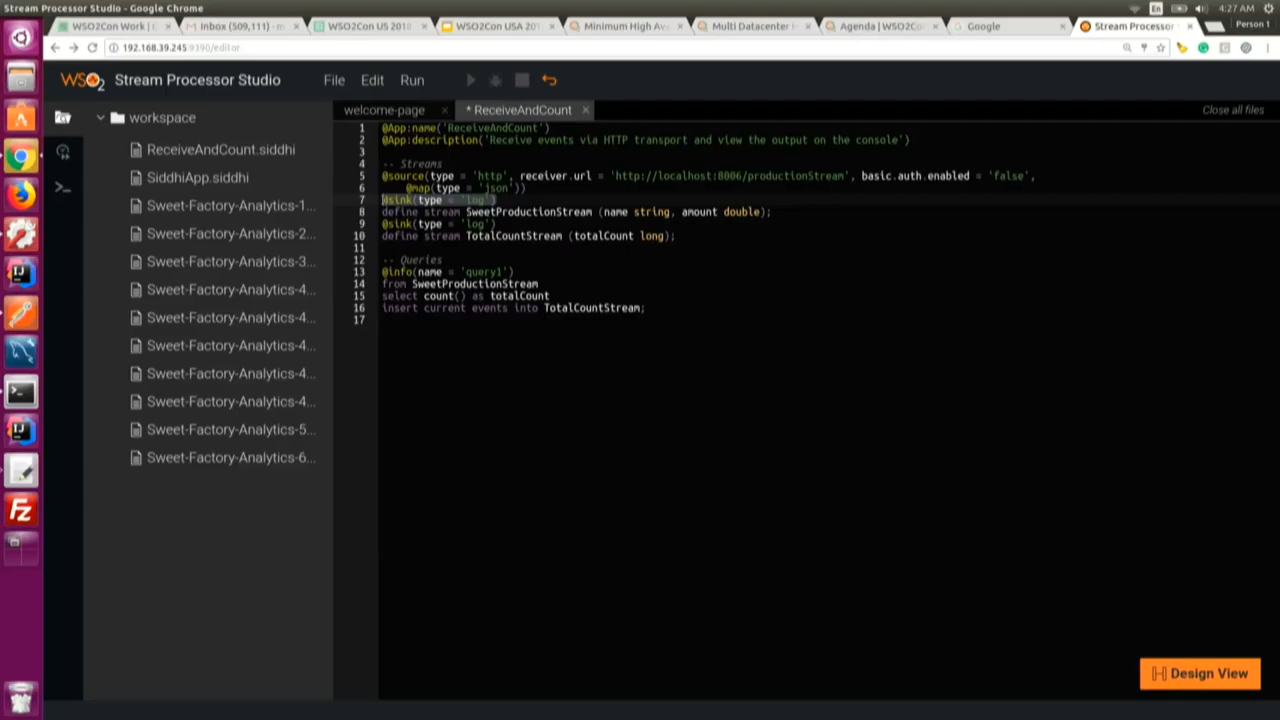 Stream Processor Studio - Google Chrome
En
4:27 AM
WSO2Con Work | E
Inbox (509,111) - m
WSO2Con US 2018
WSO2Con USA 201
Minimum High Av
Multi Datacenter H
Agenda | WSO2Co
Google
Stream Processor
Person 1
192.168.39.245:9390/editor
WSO2 Stream Processor Studio
File
Edit
Run
workspace
ReceiveAndCount.siddhi
SiddhiApp.siddhi
Sweet-Factory-Analytics-1...
Sweet-Factory-Analytics-2...
Sweet-Factory-Analytics-3...
Sweet-Factory-Analytics-4...
Sweet-Factory-Analytics-4...
Sweet-Factory-Analytics-4...
Sweet-Factory-Analytics-4...
Sweet-Factory-Analytics-4...
Sweet-Factory-Analytics-5...
Sweet-Factory-Analytics-6...
welcome-page
* ReceiveAndCount
Close all files
1 @App:name('ReceiveAndCount')
2 @App:description('Receive events via HTTP transport and view the output on the console')
3
4 -- Streams
5 @source(type = 'http', receiver.url = 'http://localhost:8006/productionStream', basic.auth.enabled = 'false',
6 @map(type = 'json'))
7 @sink(type = 'log')
8 define stream SweetProductionStream (name string, amount double);
9 @sink(type = 'log')
10 define stream TotalCountStream (totalCount long);
11
12 -- Queries
13 @info(name = 'query1')
14 from SweetProductionStream
15 select count() as totalCount
16 insert current events into TotalCountStream;
17
Design View